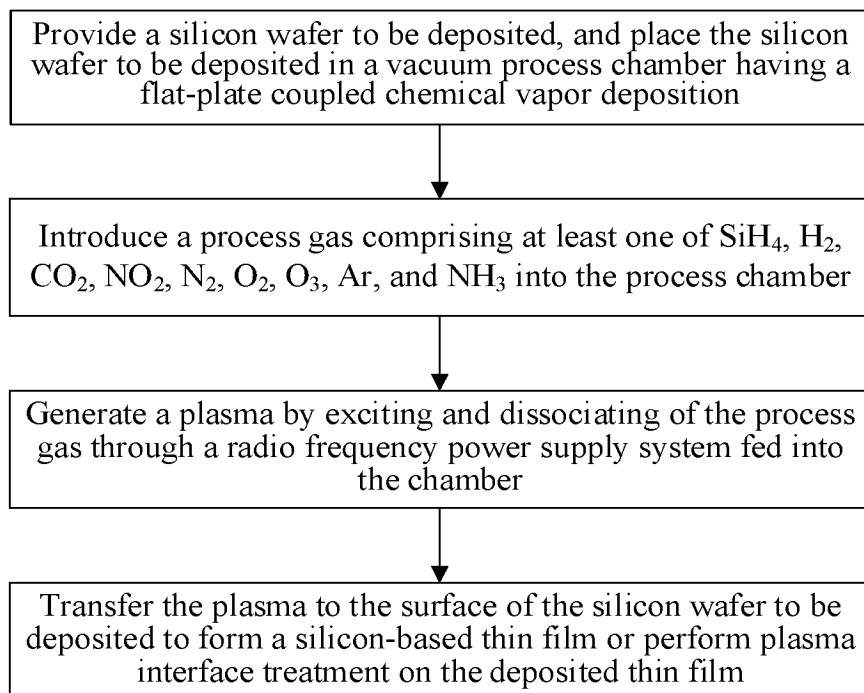 Provide a silicon wafer to be deposited, and place the silicon
wafer to be deposited in a vacuum process chamber having a
flat-plate coupled chemical vapor deposition
Introduce a process gas comprising at least one of SiH₄, H₂,
CO₂, NO₂, N₂, O₂, O₃, Ar, and NH₃ into the process chamber
Generate a plasma by exciting and dissociating of the process
gas through a radio frequency power supply system fed into
the chamber
Transfer the plasma to the surface of the silicon wafer to be
deposited to form a silicon-based thin film or perform plasma
interface treatment on the deposited thin film